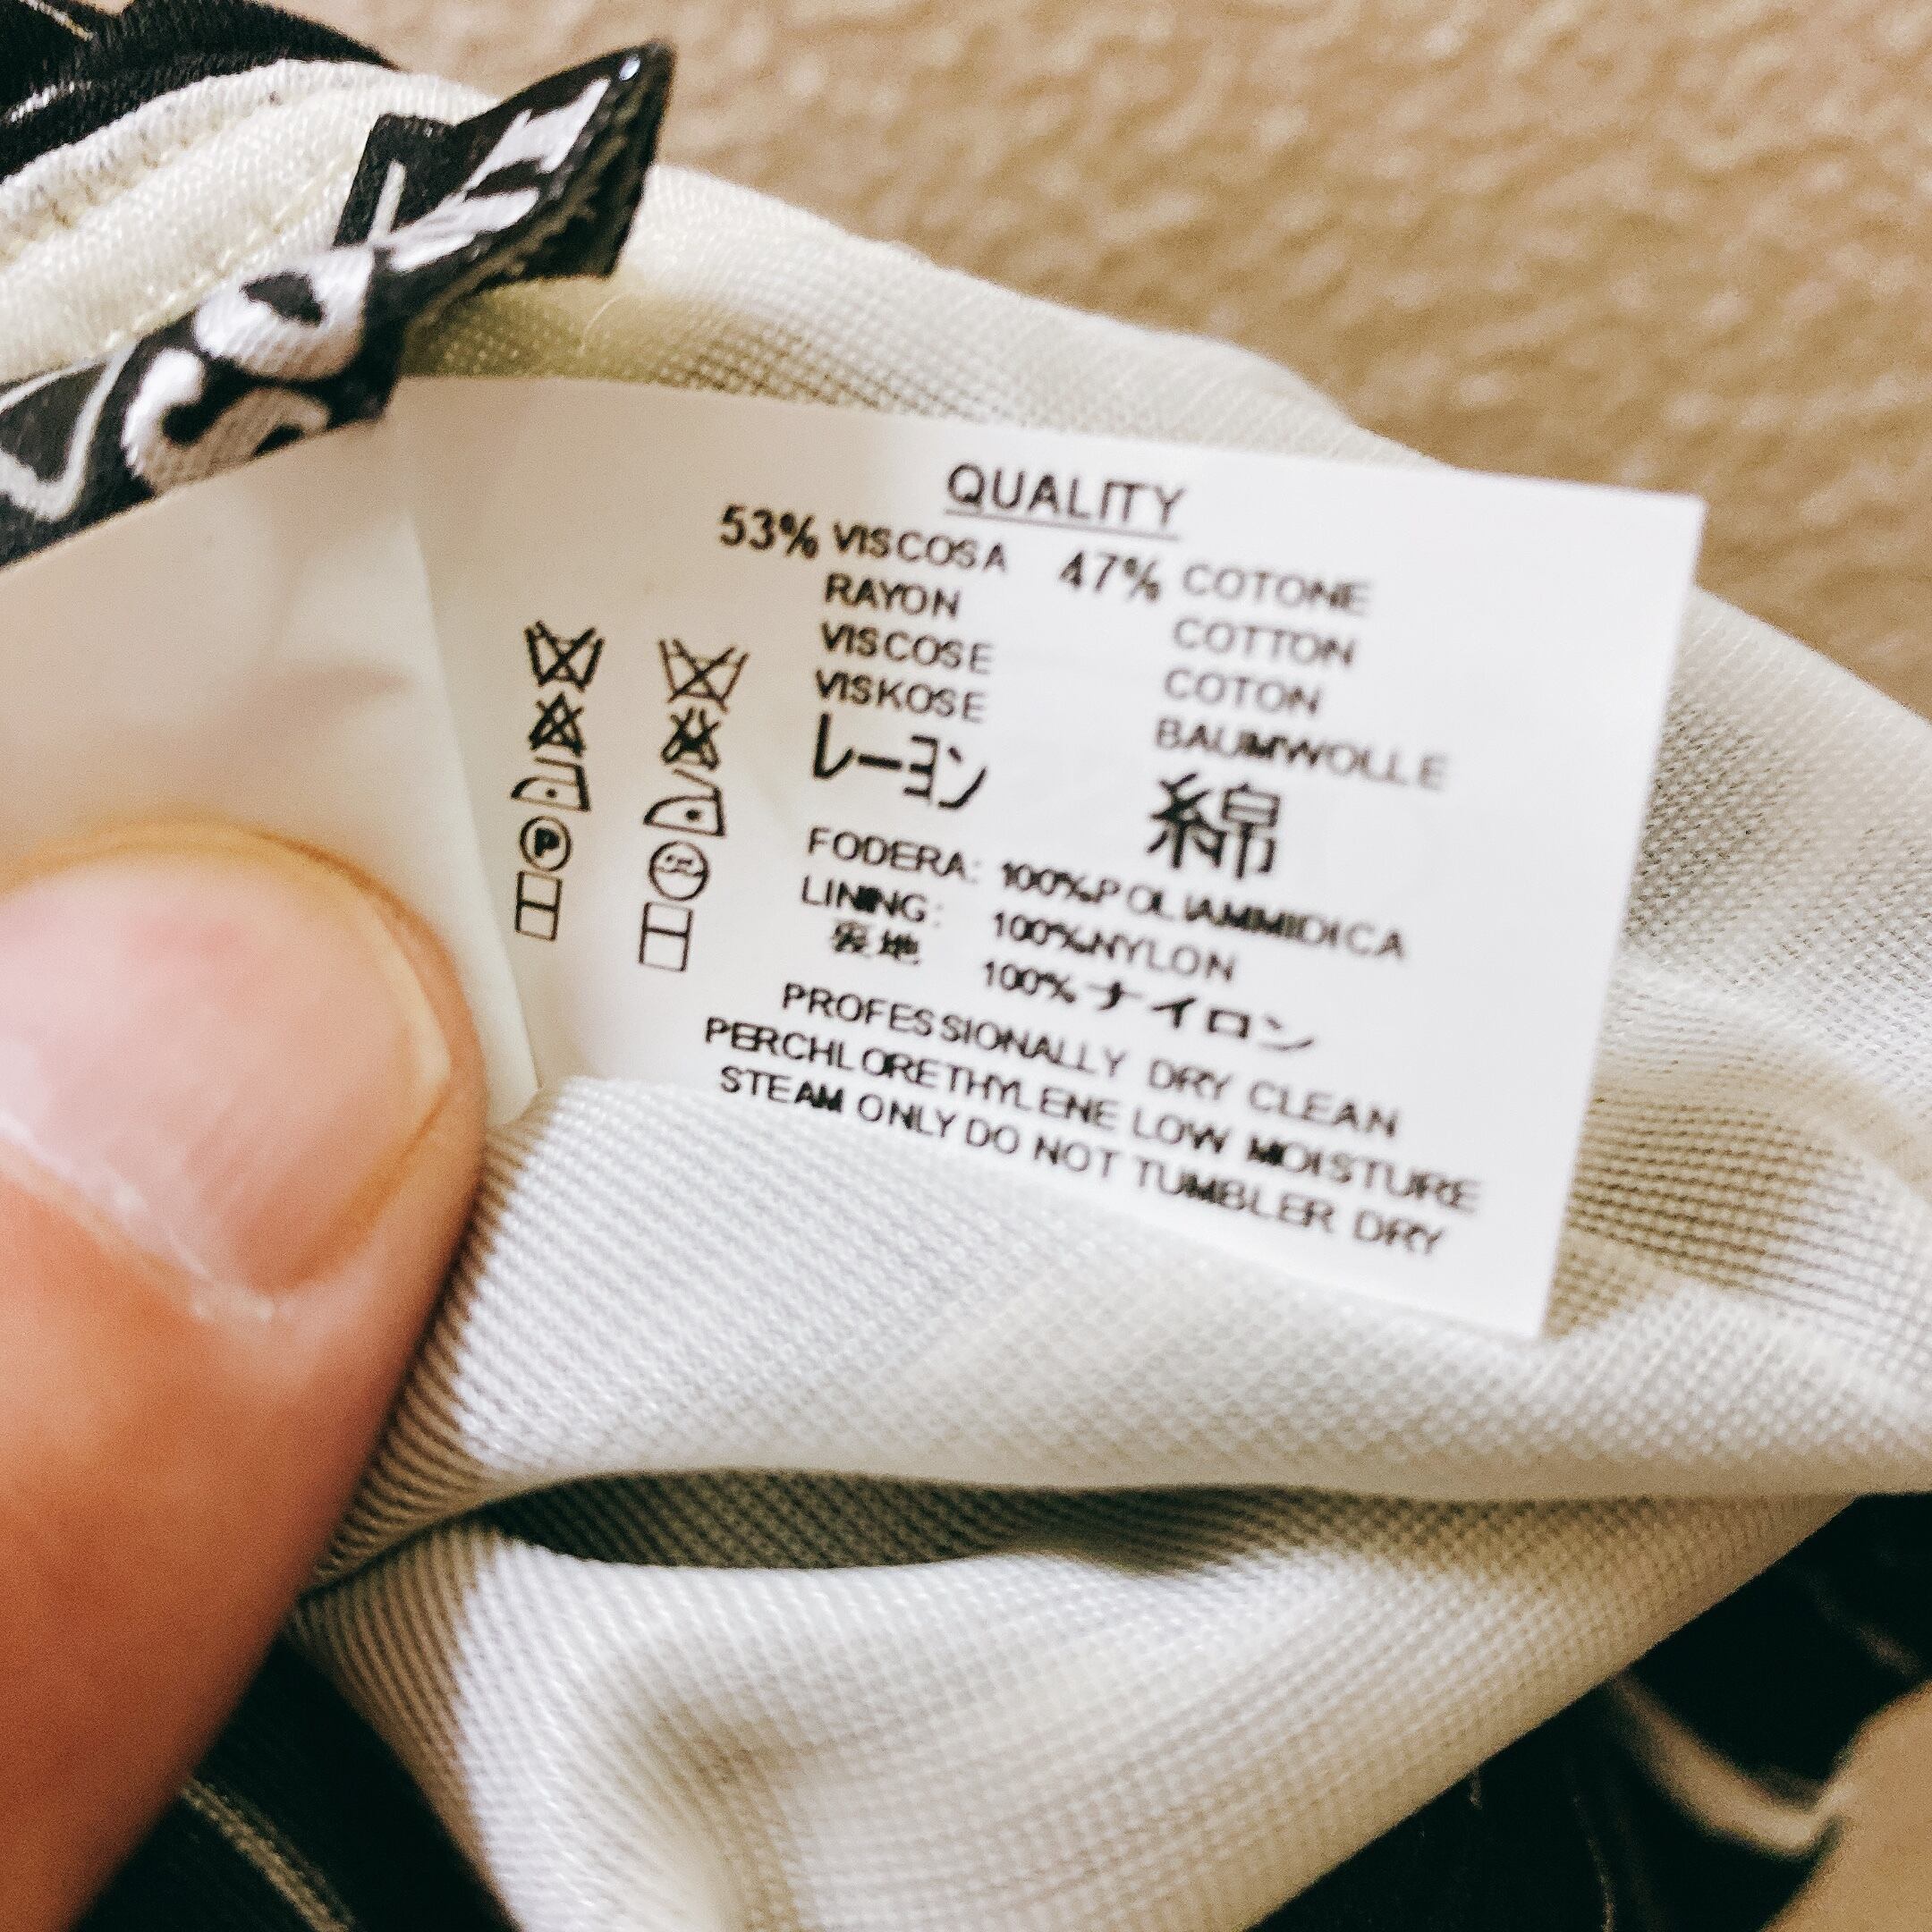 QUALITY
53% VISCOSA 47% COTONE
RAYON COTTON
VISCOSE COTON
VISKOSE BAUMWOLLE
レーヨン 綿
FODERA: 100%POLIAMMIDICA
LINING: 100%NYLON
裏地 100%ナイロン
PROFESSIONALLY DRY CLEAN
PERCHLORETHYLENE LOW MOISTURE
STEAM ONLY DO NOT TUMBLER DRY
P